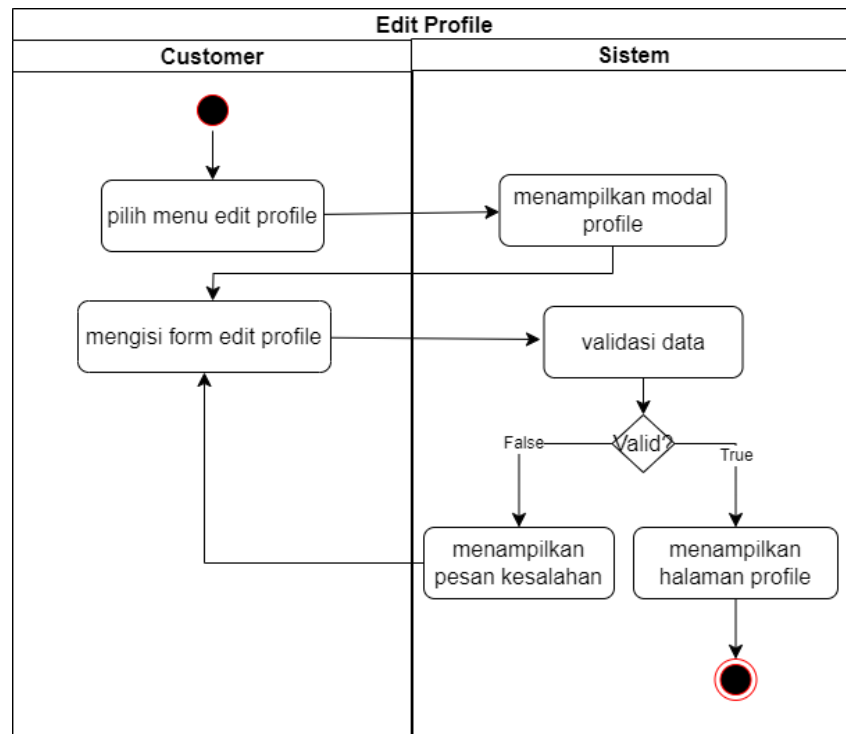 Edit Profile
Customer
Sistem
pilih menu edit profile
menampilkan modal
profile
mengisi form edit profile
validasi data
Valid?
False
True
menampilkan
pesan kesalahan
menampilkan
halaman profile